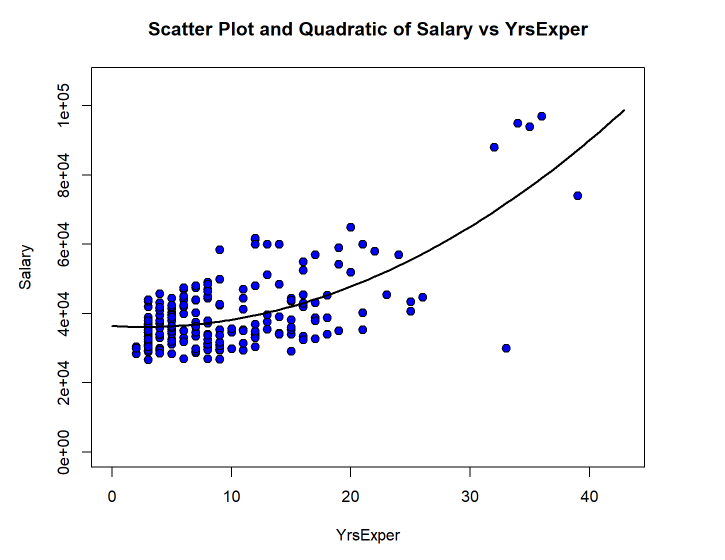 Scatter Plot and Quadratic of Salary vs YrsExper
1e+05
8e+04
6e+04
4e+04
2e+04
0e+00
Salary
0 10 20 30 40
YrsExper